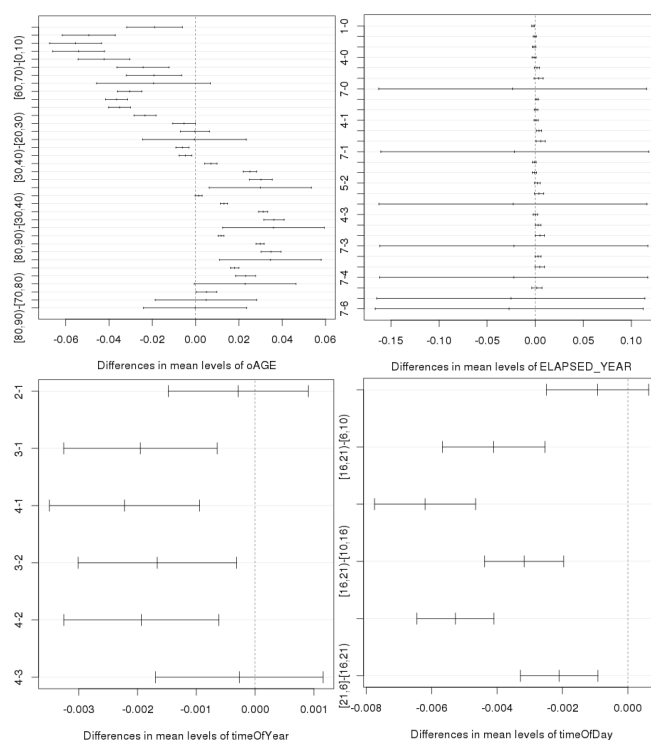 [60,70)-[0,10)
[30,40)-[20,30)
[80,90)-[30,40)
[80,90)-[70,80)
-0.06 -0.04 -0.02 0.00 0.02 0.04 0.06
Differences in mean levels of oAGE
1-0
4-0
7-0
4-1
7-1
5-2
4-3
7-3
7-4
7-6
-0.15 -0.10 -0.05 0.00 0.05 0.10
Differences in mean levels of ELAPSED_YEAR
2-1
3-1
4-1
3-2
4-2
4-3
-0.003 -0.002 -0.001 0.000 0.001
Differences in mean levels of timeOfYear
[16,21)-[6,10)
[16,21)-[10,16)
[21,6]-[16,21)
-0.008 -0.006 -0.004 -0.002 0.000
Differences in mean levels of timeOfDay